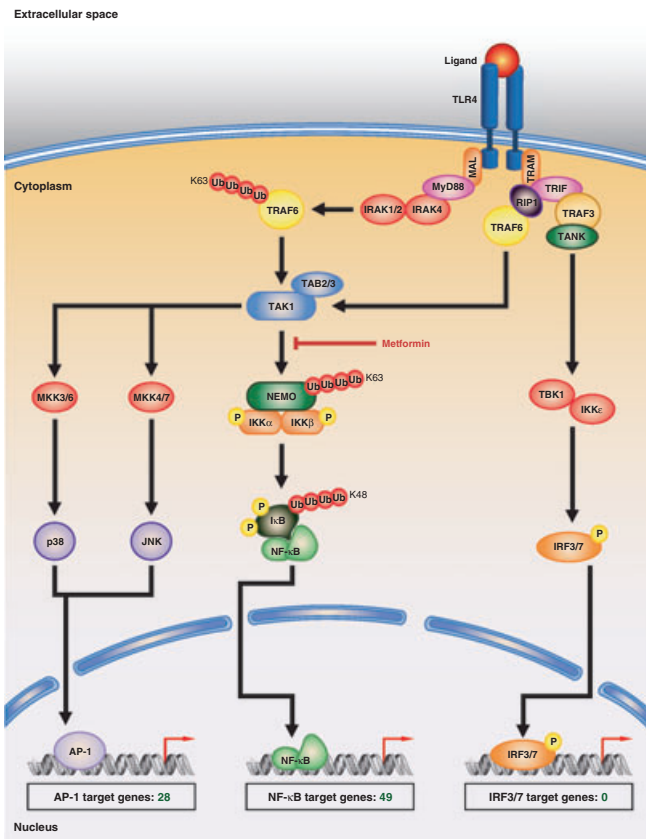 Extracellular space
Ligand
TLR4
MAL
TRAM
Cytoplasm
K63
Ub Ub Ub Ub
TRAF6
IRAK1/2
IRAK4
MyD88
RIP1
TRIF
TRAF6
TRAF3
TANK
TAB2/3
TAK1
Metformin
MKK3/6
MKK4/7
NEMO
Ub Ub Ub Ub
K63
P
IKKα
IKKβ
P
TBK1
IKKε
p38
JNK
P
P
IκB
Ub Ub Ub Ub
K48
NF-κB
IRF3/7
P
AP-1
NF-κB
IRF3/7
P
AP-1 target genes: 28
NF-κB target genes: 49
IRF3/7 target genes: 0
Nucleus